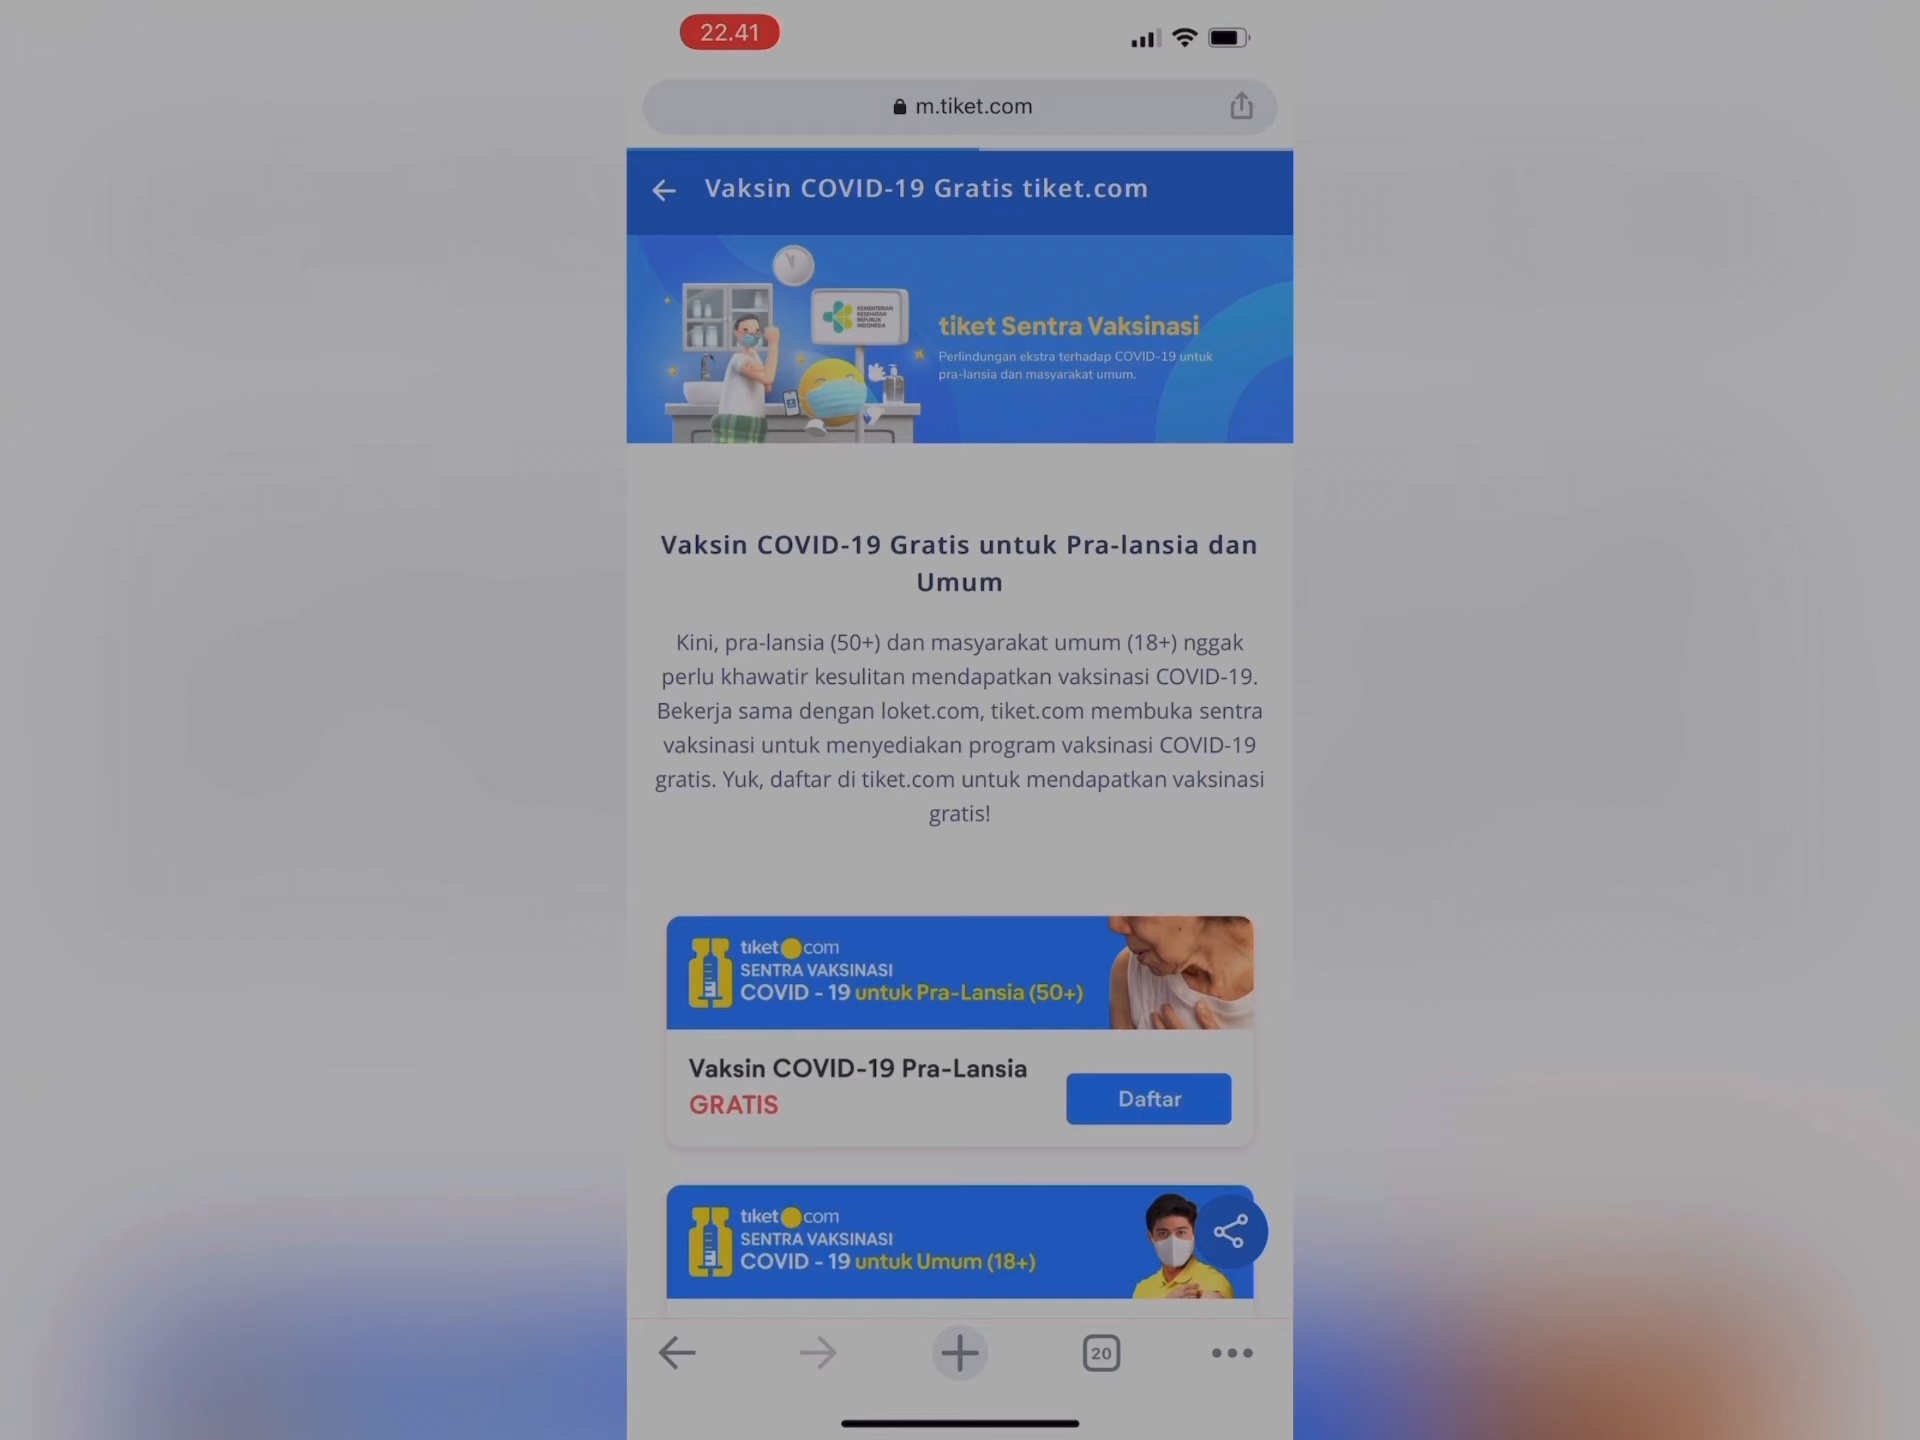 22.41
m.tiket.com
Vaksin COVID-19 Gratis tiket.com
KEMENTERIAN
KESEHATAN
REPUBLIK
INDONESIA
tiket Sentra Vaksinasi
Perlindungan ekstra terhadap COVID-19 untuk
pra-lansia dan masyarakat umum.
Vaksin COVID-19 Gratis untuk Pra-lansia dan
Umum
Kini, pra-lansia (50+) dan masyarakat umum (18+) nggak
perlu khawatir kesulitan mendapatkan vaksinasi COVID-19.
Bekerja sama dengan loket.com, tiket.com membuka sentra
vaksinasi untuk menyediakan program vaksinasi COVID-19
gratis. Yuk, daftar di tiket.com untuk mendapatkan vaksinasi
gratis!
tiket com
SENTRA VAKSINASI
COVID - 19 untuk Pra-Lansia (50+)
Vaksin COVID-19 Pra-Lansia
GRATIS
Daftar
tiket com
SENTRA VAKSINASI
COVID - 19 untuk Umum (18+)
20